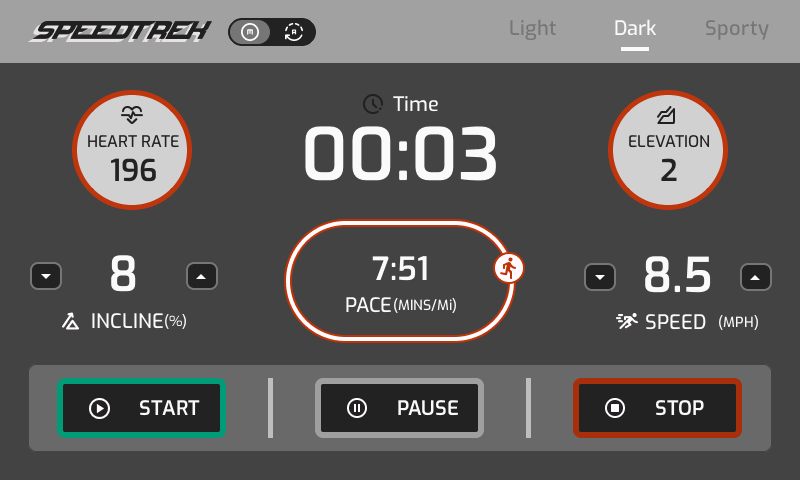 SPEEDTREK
M
A
Light
Dark
Sporty
HEART RATE
196
Time
00:03
ELEVATION
2
8
INCLINE(%)
7:51
PACE(MINS/Mi)
8.5
SPEED (MPH)
START
PAUSE
STOP